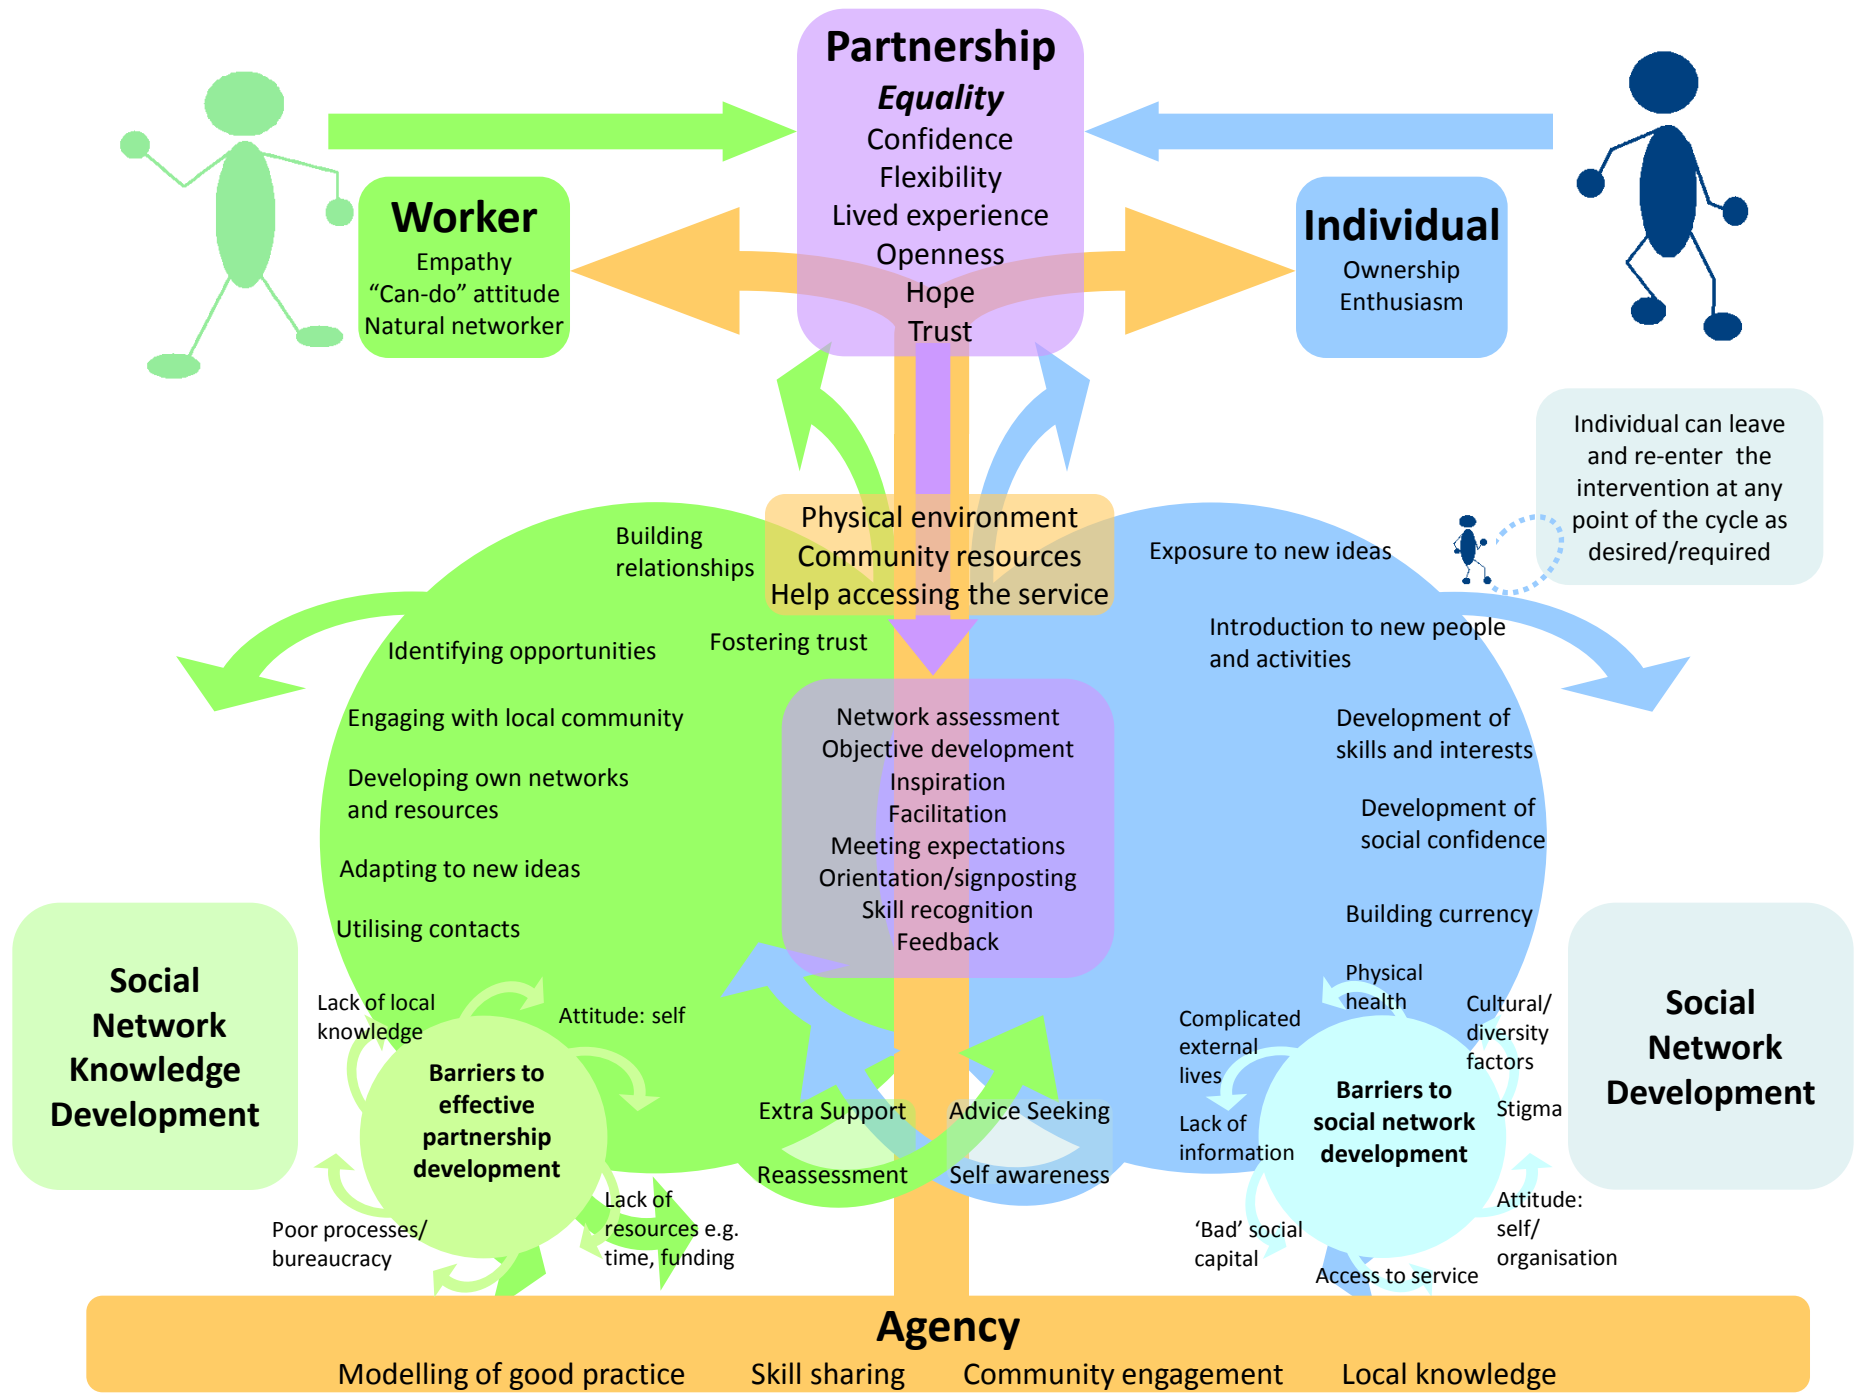 Partnership
Equality
Confidence
Flexibility
Lived experience
Openness
Hope
Trust
Worker
Empathy
“Can-do” attitude
Natural networker
Individual
Ownership
Enthusiasm
Individual can leave
and re-enter the
intervention at any
point of the cycle as
desired/required
Physical environment
Community resources
Help accessing the service
Building
relationships
Fostering trust
Identifying opportunities
Engaging with local community
Developing own networks
and resources
Adapting to new ideas
Utilising contacts
Exposure to new ideas
Introduction to new people
and activities
Development of
skills and interests
Development of
social confidence
Building currency
Network assessment
Objective development
Inspiration
Facilitation
Meeting expectations
Orientation/signposting
Skill recognition
Feedback
Social
Network
Knowledge
Development
Lack of local
knowledge
Attitude: self
Barriers to
effective
partnership
development
Poor processes/
bureaucracy
Lack of
resources e.g.
time, funding
Extra Support
Advice Seeking
Reassessment
Self awareness
Physical
health
Cultural/
diversity
factors
Complicated
external
lives
Barriers to
social network
development
Stigma
Lack of
information
‘Bad’ social
capital
Access to service
Attitude:
self/
organisation
Social
Network
Development
Agency
Modelling of good practice
Skill sharing
Community engagement
Local knowledge